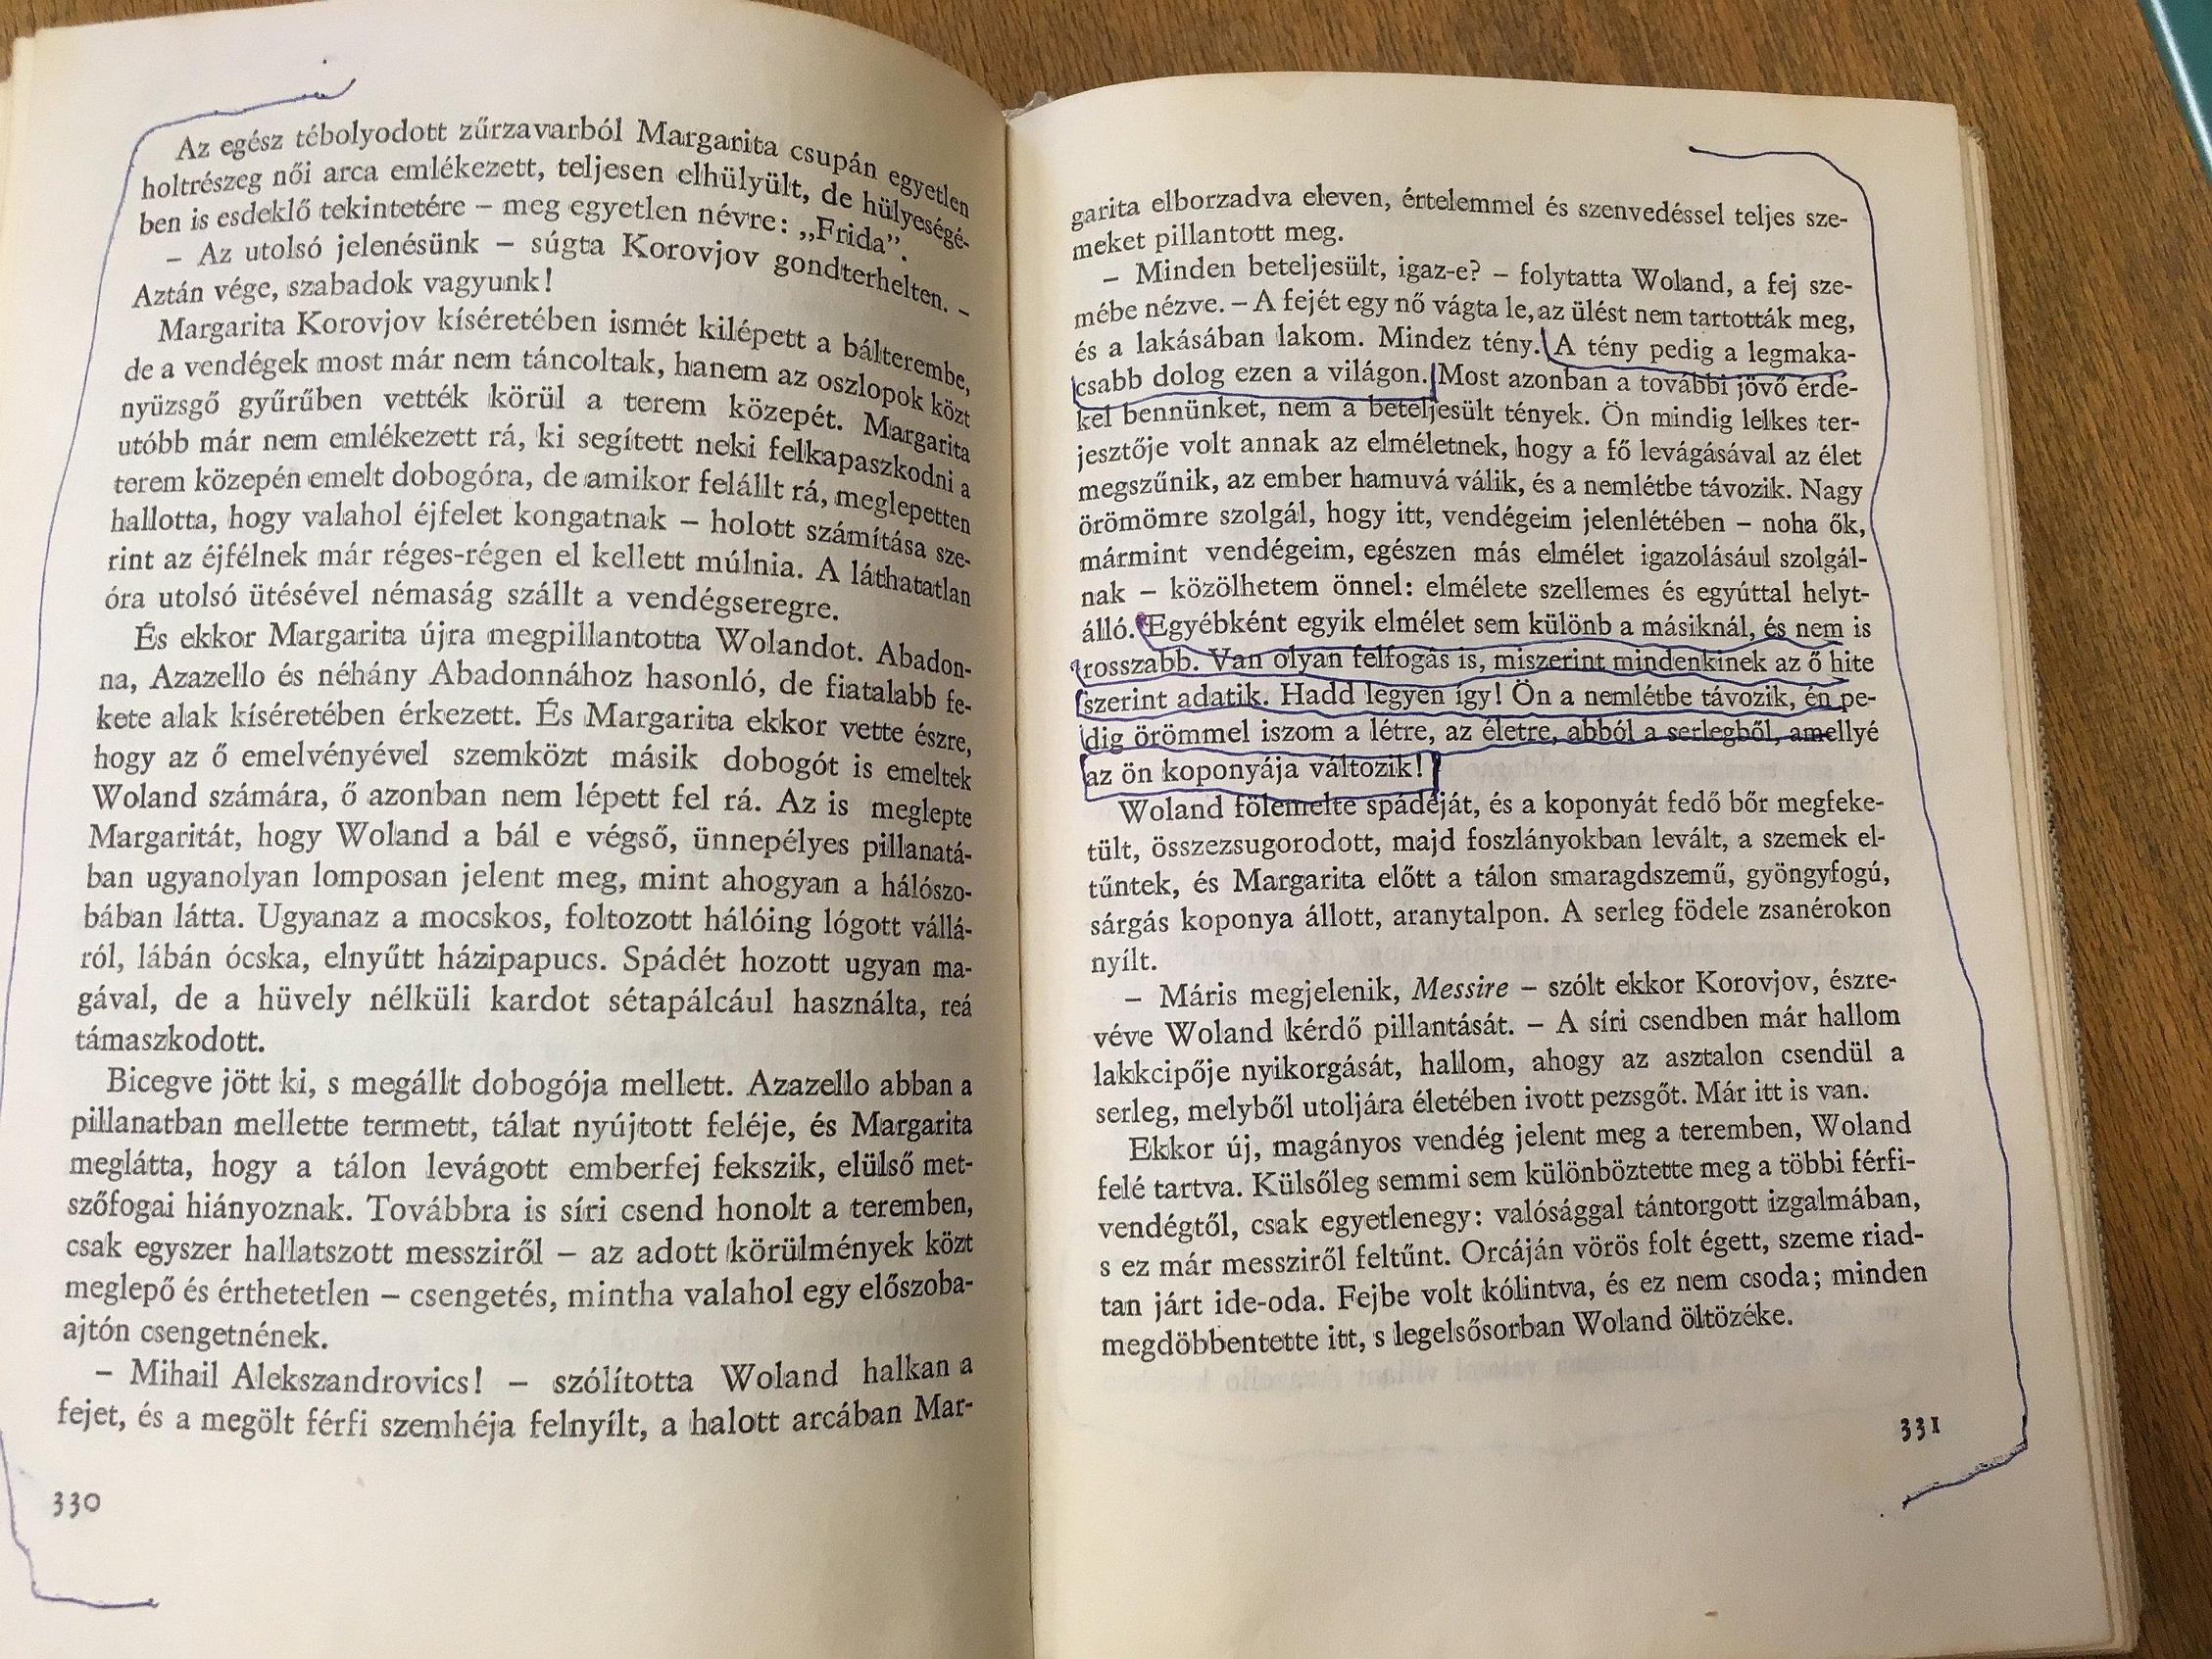 Az egész tébolyodott zűrzavarból Margarita csupán egyetlen
holtrészeg női arca emlékezett, teljesen elhülyült, de hülyeségé-
ben is esdeklő tekintetére – meg egyetlen névre: „Frida”.
– Az utolsó jelenésünk – súgta Korovjov gondterhelten. –
Aztán vége, szabadok vagyunk!
Margarita Korovjov kíséretében ismét kilépett a bálterembe,
de a vendégek most már nem táncoltak, hanem az oszlopok közt
nyüzsgő gyűrűben vették körül a terem közepét. Margarita
utóbb már nem emlékezett rá, ki segített neki felkapaszkodni a
terem közepén emelt dobogóra, de amikor felállt rá, meglepetten
hallotta, hogy valahol éjfelet kongatnak – holott számítása sze-
rint az éjfélnek már réges-régen el kellett múlnia. A láthatatlan
óra utolsó ütésével némaság szállt a vendégseregre.
És ekkor Margarita újra megpillantotta Wolandot. Abadon-
na, Azazello és néhány Abadonnához hasonló, de fiatalabb fe-
kete alak kíséretében érkezett. És Margarita ekkor vette észre,
hogy az ő emelvényével szemközt másik dobogót is emeltek
Woland számára, ő azonban nem lépett fel rá. Az is meglepte
Margaritát, hogy Woland a bál e végső, ünnepélyes pillanatá-
ban ugyanolyan lomposan jelent meg, mint ahogyan a hálószo-
bában látta. Ugyanaz a mocskos, foltozott hálóing lógott vállá-
ról, lábán ócska, elnyűtt házipapucs. Spádét hozott ugyan ma-
gával, de a hüvely nélküli kardot sétapálcául használta, reá
támaszkodott.
Bicegve jött ki, s megállt dobogója mellett. Azazello abban a
pillanatban mellette termett, tálat nyújtott feléje, és Margarita
meglátta, hogy a tálon levágott emberfej fekszik, elülső met-
szőfogai hiányoznak. Továbbra is síri csend honolt a teremben,
csak egyszer hallatszott messziről – az adott körülmények közt
meglepő és érthetetlen – csengetés, mintha valahol egy előszoba-
ajtón csengetnének.
– Mihail Alekszandrovics! – szólította Woland halkan a
fejet, és a megölt férfi szemhéja felnyílt, a halott arcában Mar-
330
garita elborzadva eleven, értelemmel és szenvedéssel teljes sze-
meket pillantott meg.
– Minden beteljesült, igaz-e? – folytatta Woland, a fej sze-
mébe nézve. – A fejét egy nő vágta le, az ülést nem tartották meg,
és a lakásában lakom. Mindez tény. A tény pedig a legmaka-
csabb dolog ezen a világon. Most azonban a további jövő érde-
kel bennünket, nem a beteljesült tények. Ön mindig lelkes ter-
jesztője volt annak az elméletnek, hogy a fő levágásával az élet
megszűnik, az ember hamuvá válik, és a nemlétbe távozik. Nagy
örömömre szolgál, hogy itt, vendégeim jelenlétében – noha ők,
mármint vendégeim, egészen más elmélet igazolásául szolgál-
nak – közölhetem önnel: elmélete szellemes és egyúttal helyt-
álló. Egyébként egyik elmélet sem különb a másiknál, és nem is
rosszabb. Van olyan felfogás is, miszerint mindenkinek az ő hite
szerint adatik. Hadd legyen így! Ön a nemlétbe távozik, én pe-
dig örömmel iszom a létre, az életre, abból a serlegből, amellyé
az ön koponyája változik!
Woland fölemelte spádéját, és a koponyát fedő bőr megfeke-
tült, összezsugorodott, majd foszlányokban levált, a szemek el-
tűntek, és Margarita előtt a tálon smaragdszemű, gyöngyfogú,
sárgás koponya állott, aranytalpon. A serleg födele zsanérokon
nyílt.
– Máris megjelenik, Messire – szólt ekkor Korovjov, észre-
véve Woland kérdő pillantását. – A síri csendben már hallom
lakkcipője nyikorgását, hallom, ahogy az asztalon csendül a
serleg, melyből utoljára életében ivott pezsgőt. Már itt is van.
Ekkor új, magányos vendég jelent meg a teremben, Woland
felé tartva. Külsőleg semmi sem különböztette meg a többi férfi-
vendégtől, csak egyetlenegy: valósággal tántorgott izgalmában,
s ez már messziről feltűnt. Orcáján vörös folt égett, szeme riad-
tan járt ide-oda. Fejbe volt kólintva, és ez nem csoda; minden
megdöbbentette itt, s legelsősorban Woland öltözéke.
331